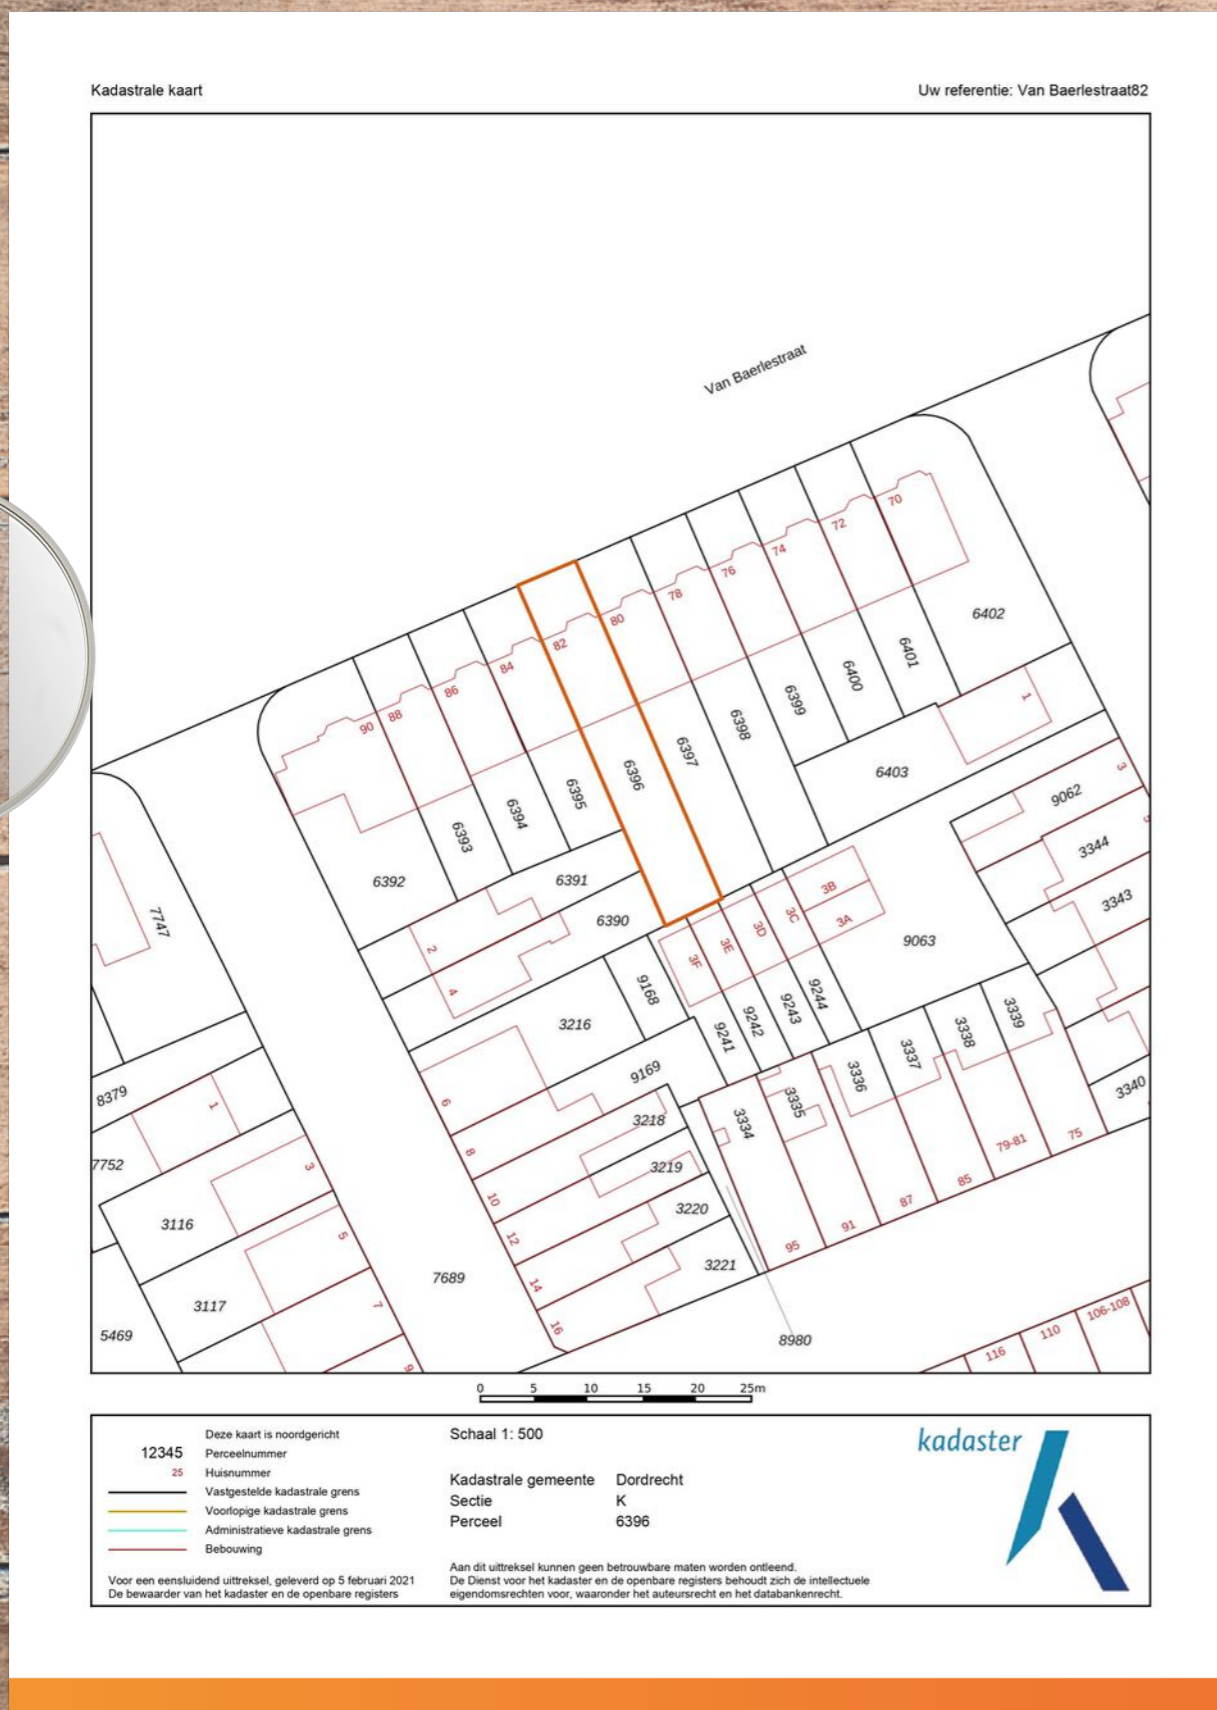 Kadastrale kaart
Uw referentie: Van Baerlestraat82
Van Baerlestraat
70
72
74
76
78
80
82
84
86
88
90
6402
6401
6400
6399
6398
6397
6396
6395
6394
6393
6392
6391
6390
6403
1
3
5
9062
3344
3343
3340
9063
3B
3A
3C
3D
3E
3F
2
4
7747
9168
9241
9242
9243
9244
3216
9169
3218
3219
3220
3221
3334
3335
3336
3337
3338
3339
6
8
10
12
14
16
95
91
87
85
79-81
75
8379
7752
1
3
5
7
9
3116
3117
5469
7689
8980
116
110
106-108
0 5 10 15 20 25m
Deze kaart is noordgericht
12345 Perceelnummer
25 Huisnummer
Vastgestelde kadastrale grens
Voorlopige kadastrale grens
Administratieve kadastrale grens
Bebouwing
Voor een eensluidend uittreksel, geleverd op 5 februari 2021
De bewaarder van het kadaster en de openbare registers
Schaal 1: 500
Kadastrale gemeente Dordrecht
Sectie K
Perceel 6396
Aan dit uittreksel kunnen geen betrouwbare maten worden ontleend.
De Dienst voor het kadaster en de openbare registers behoudt zich de intellectuele
eigendomsrechten voor, waaronder het auteursrecht en het databankenrecht.
kadaster